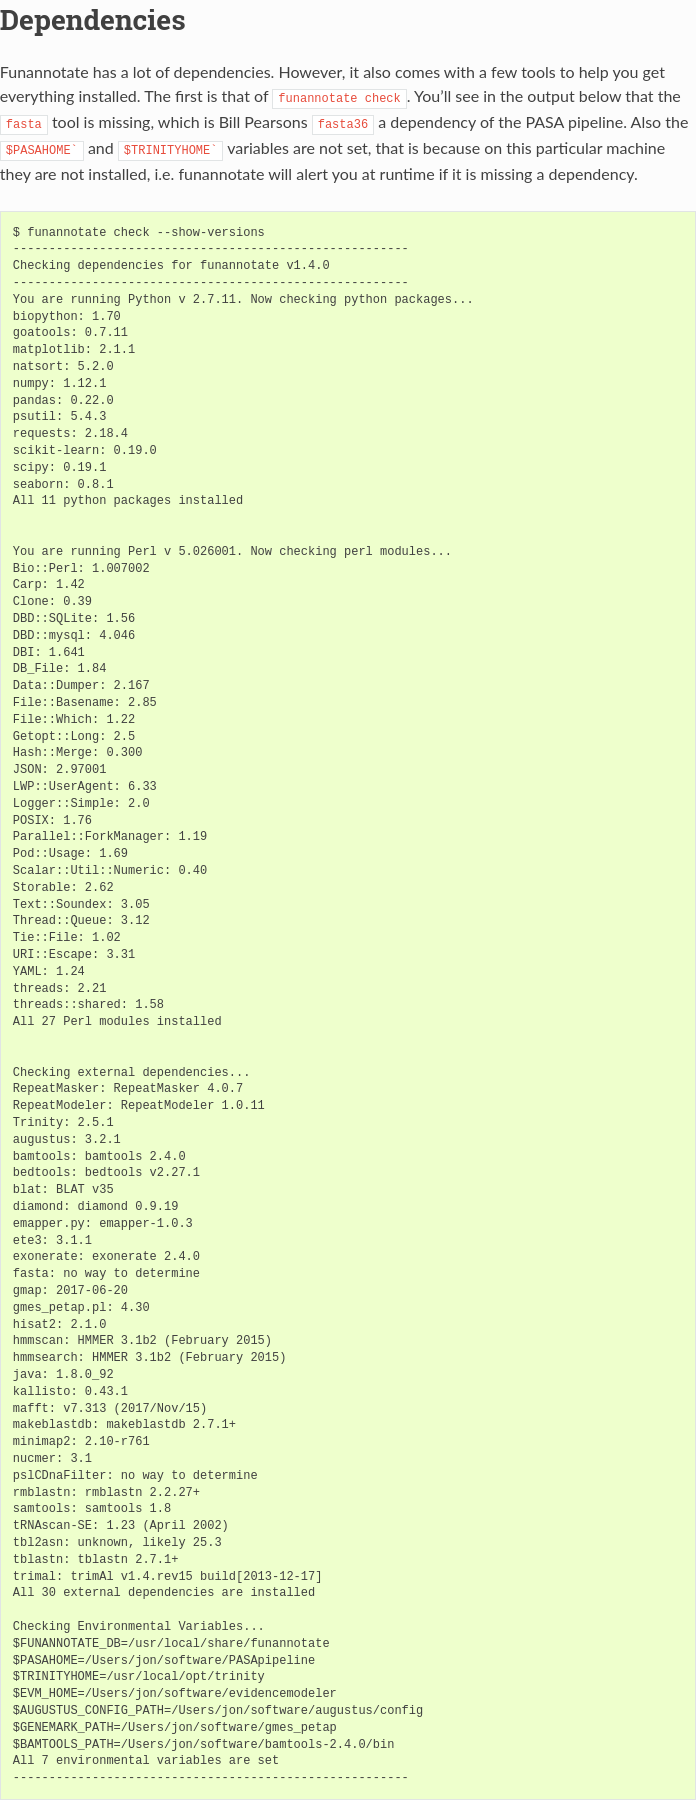 Dependencies
Funannotate has a lot of dependencies. However, it also comes with a few tools to help you get
everything installed. The first is that of funannotate check. You’ll see in the output below that the
fasta tool is missing, which is Bill Pearsons fasta36 a dependency of the PASA pipeline. Also the
$PASAHOME` and $TRINITYHOME` variables are not set, that is because on this particular machine
they are not installed, i.e. funannotate will alert you at runtime if it is missing a dependency.
$ funannotate check --show-versions
-------------------------------------------------------
Checking dependencies for funannotate v1.4.0
-------------------------------------------------------
You are running Python v 2.7.11. Now checking python packages...
biopython: 1.70
goatools: 0.7.11
matplotlib: 2.1.1
natsort: 5.2.0
numpy: 1.12.1
pandas: 0.22.0
psutil: 5.4.3
requests: 2.18.4
scikit-learn: 0.19.0
scipy: 0.19.1
seaborn: 0.8.1
All 11 python packages installed
You are running Perl v 5.026001. Now checking perl modules...
Bio::Perl: 1.007002
Carp: 1.42
Clone: 0.39
DBD::SQLite: 1.56
DBD::mysql: 4.046
DBI: 1.641
DB_File: 1.84
Data::Dumper: 2.167
File::Basename: 2.85
File::Which: 1.22
Getopt::Long: 2.5
Hash::Merge: 0.300
JSON: 2.97001
LWP::UserAgent: 6.33
Logger::Simple: 2.0
POSIX: 1.76
Parallel::ForkManager: 1.19
Pod::Usage: 1.69
Scalar::Util::Numeric: 0.40
Storable: 2.62
Text::Soundex: 3.05
Thread::Queue: 3.12
Tie::File: 1.02
URI::Escape: 3.31
YAML: 1.24
threads: 2.21
threads::shared: 1.58
All 27 Perl modules installed
Checking external dependencies...
RepeatMasker: RepeatMasker 4.0.7
RepeatModeler: RepeatModeler 1.0.11
Trinity: 2.5.1
augustus: 3.2.1
bamtools: bamtools 2.4.0
bedtools: bedtools v2.27.1
blat: BLAT v35
diamond: diamond 0.9.19
emapper.py: emapper-1.0.3
ete3: 3.1.1
exonerate: exonerate 2.4.0
fasta: no way to determine
gmap: 2017-06-20
gmes_petap.pl: 4.30
hisat2: 2.1.0
hmmscan: HMMER 3.1b2 (February 2015)
hmmsearch: HMMER 3.1b2 (February 2015)
java: 1.8.0_92
kallisto: 0.43.1
mafft: v7.313 (2017/Nov/15)
makeblastdb: makeblastdb 2.7.1+
minimap2: 2.10-r761
nucmer: 3.1
pslCDnaFilter: no way to determine
rmblastn: rmblastn 2.2.27+
samtools: samtools 1.8
tRNAscan-SE: 1.23 (April 2002)
tbl2asn: unknown, likely 25.3
tblastn: tblastn 2.7.1+
trimal: trimAl v1.4.rev15 build[2013-12-17]
All 30 external dependencies are installed
Checking Environmental Variables...
$FUNANNOTATE_DB=/usr/local/share/funannotate
$PASAHOME=/Users/jon/software/PASApipeline
$TRINITYHOME=/usr/local/opt/trinity
$EVM_HOME=/Users/jon/software/evidencemodeler
$AUGUSTUS_CONFIG_PATH=/Users/jon/software/augustus/config
$GENEMARK_PATH=/Users/jon/software/gmes_petap
$BAMTOOLS_PATH=/Users/jon/software/bamtools-2.4.0/bin
All 7 environmental variables are set
-------------------------------------------------------